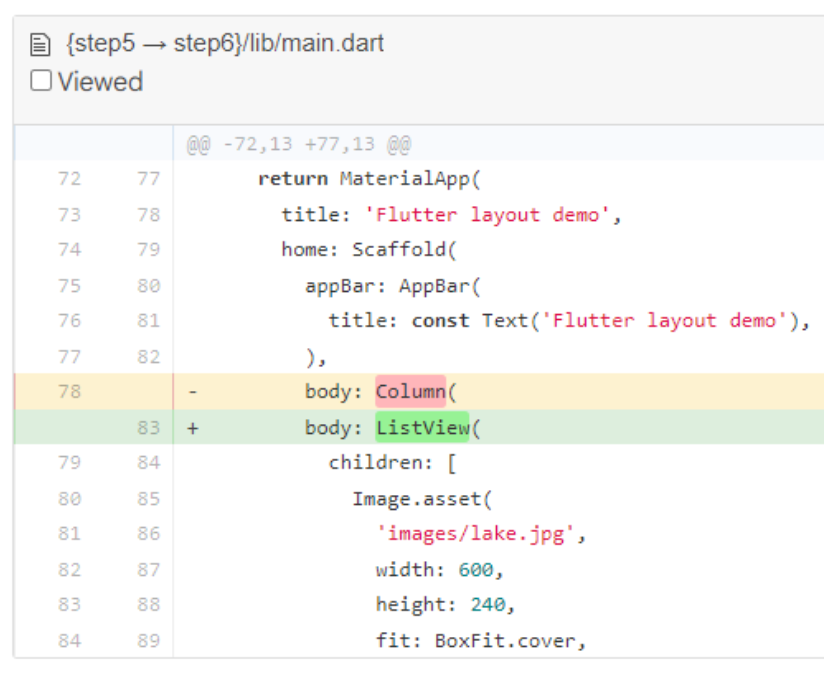 {step5 → step6}/lib/main.dart
Viewed
@@ -72,13 +77,13 @@
72 77 return MaterialApp(
73 78 title: 'Flutter layout demo',
74 79 home: Scaffold(
75 80 appBar: AppBar(
76 81 title: const Text('Flutter layout demo'),
77 82 ),
78 - body: Column(
83 + body: ListView(
79 84 children: [
80 85 Image.asset(
81 86 'images/lake.jpg',
82 87 width: 600,
83 88 height: 240,
84 89 fit: BoxFit.cover,